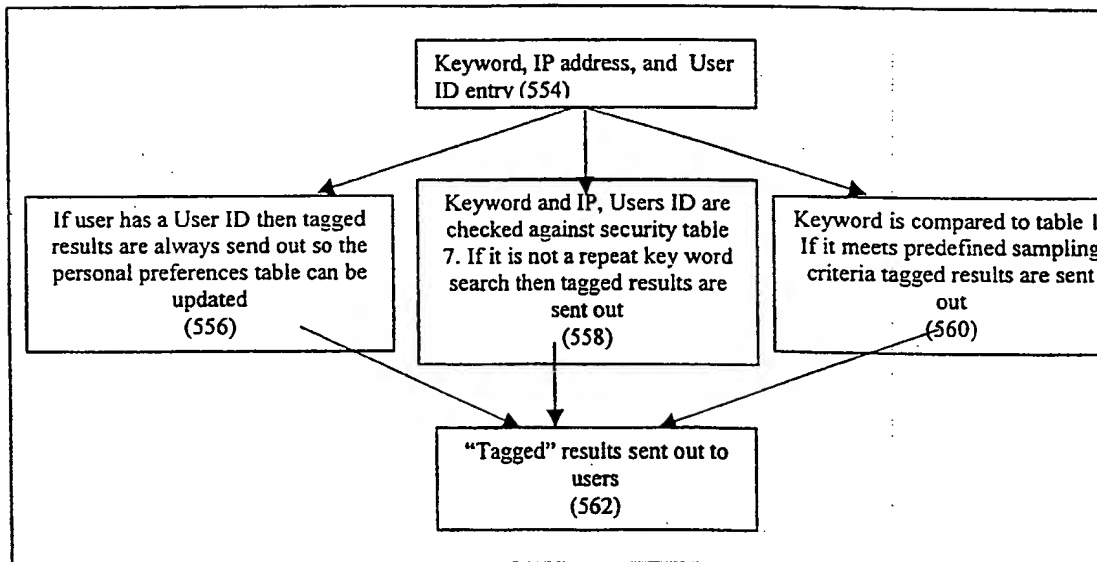 Keyword, IP address, and User
ID entry (554)
If user has a User ID then tagged
results are always send out so the
personal preferences table can be
updated
(556)
Keyword and IP, Users ID are
checked against security table
7. If it is not a repeat key word
search then tagged results are
sent out
(558)
Keyword is compared to table 1
If it meets predefined sampling
criteria tagged results are sent
out
(560)
“Tagged” results sent out to
users
(562)